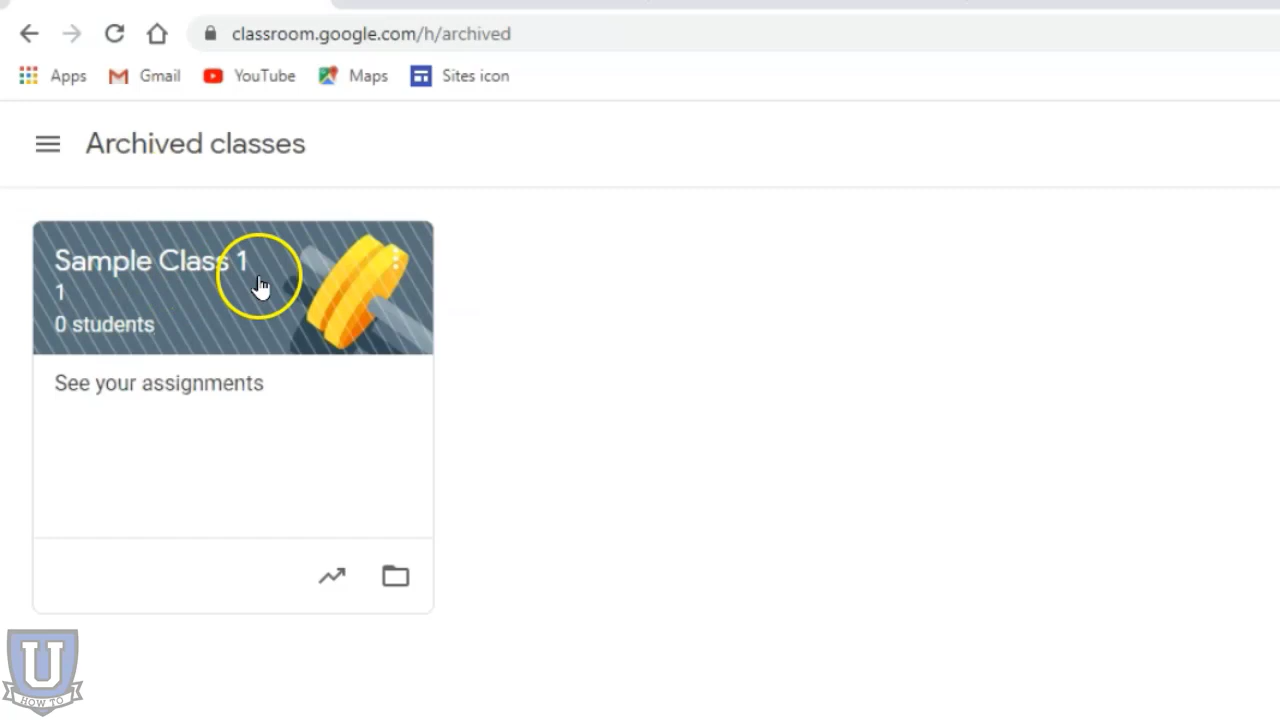 classroom.google.com/h/archived
Apps Gmail YouTube Maps Sites icon
Archived classes
Sample Class 1
1
0 students
See your assignments
U
HOW TO